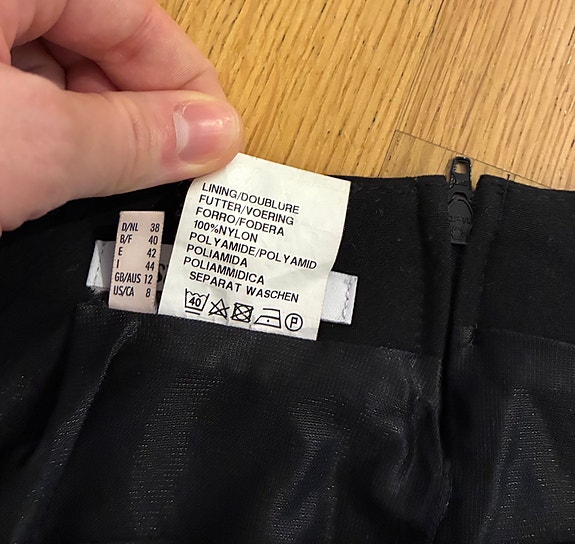 LINING/DOUBLURE
FUTTER/VOERING
FORRO/FODERA
100%NYLON
POLYAMIDE/POLYAMID
POLIAMIDA
POLIAMMIDICA
SEPARAT WASCHEN
40 P
D/NL 38
B/F 40
E 42
I 44
GB/AUS 12
US/CA 8